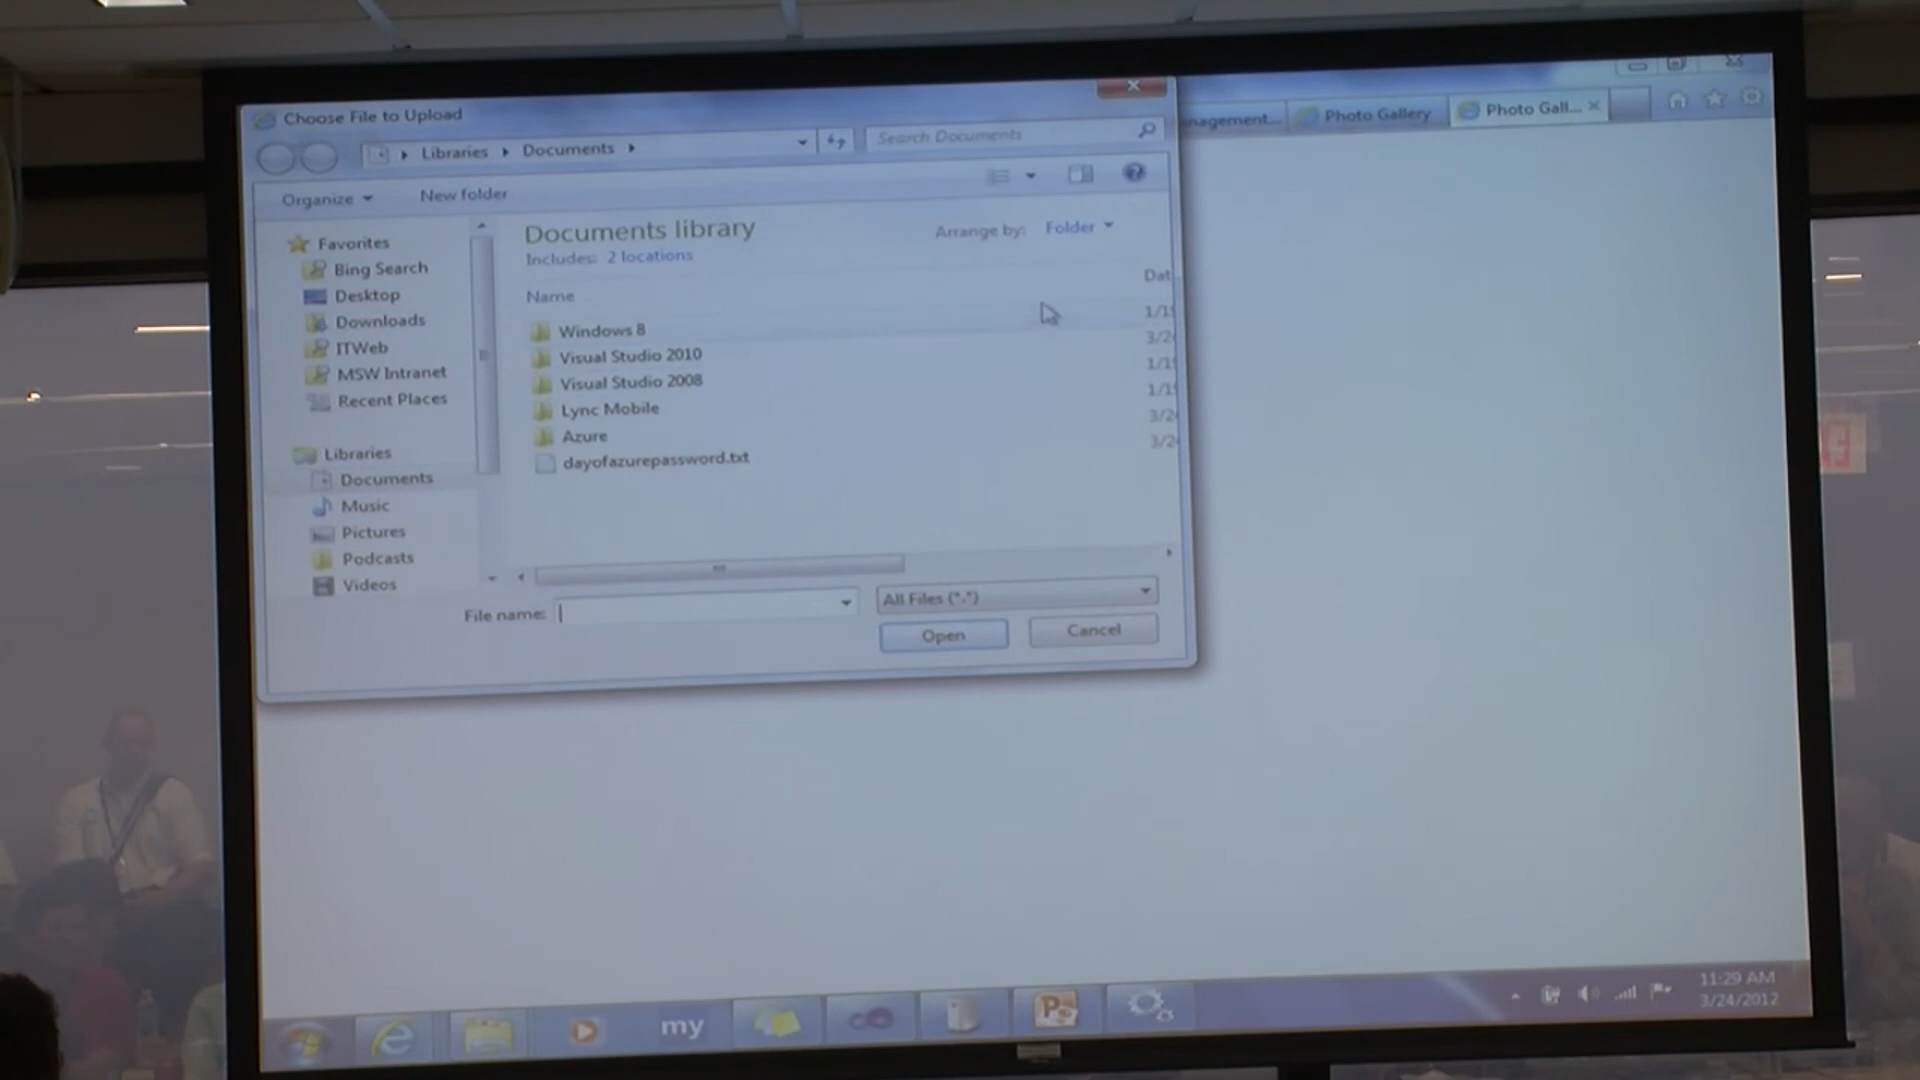 Choose File to Upload
nagement...
Photo Gallery
Photo Gall...
Libraries
Documents
Search Documents
Organize
New folder
Favorites
Bing Search
Desktop
Downloads
ITWeb
MSW Intranet
Recent Places
Libraries
Documents
Music
Pictures
Podcasts
Videos
Documents library
Includes: 2 locations
Arrange by: Folder
Name
Dat
Windows 8
Visual Studio 2010
Visual Studio 2008
Lync Mobile
Azure
dayofazurepassword.txt
File name:
All Files (*.*)
Open
Cancel
my
11:29 AM
3/24/2012